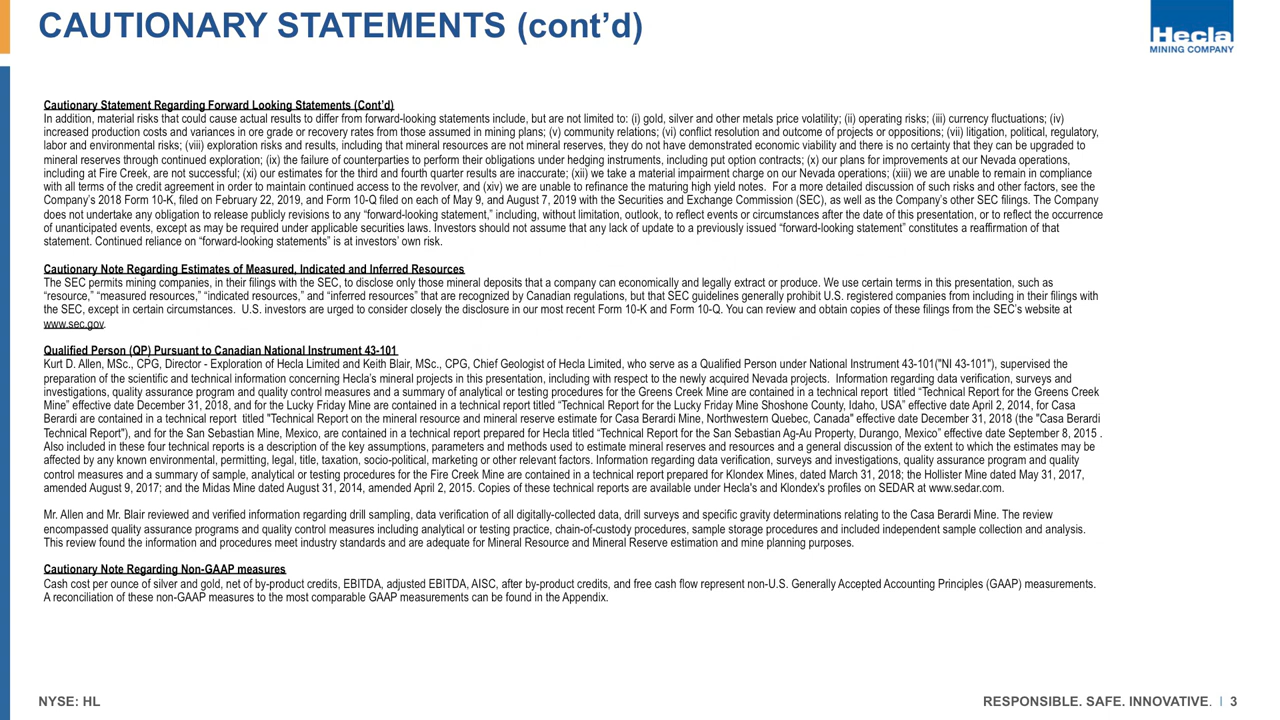 CAUTIONARY STATEMENTS (cont’d)
Hecla
MINING COMPANY
Cautionary Statement Regarding Forward Looking Statements (Cont’d)
In addition, material risks that could cause actual results to differ from forward-looking statements include, but are not limited to: (i) gold, silver and other metals price volatility; (ii) operating risks; (iii) currency fluctuations; (iv)
increased production costs and variances in ore grade or recovery rates from those assumed in mining plans; (v) community relations; (vi) conflict resolution and outcome of projects or oppositions; (vii) litigation, political, regulatory,
labor and environmental risks; (viii) exploration risks and results, including that mineral resources are not mineral reserves, they do not have demonstrated economic viability and there is no certainty that they can be upgraded to
mineral reserves through continued exploration; (ix) the failure of counterparties to perform their obligations under hedging instruments, including put option contracts; (x) our plans for improvements at our Nevada operations,
including at Fire Creek, are not successful; (xi) our estimates for the third and fourth quarter results are inaccurate; (xii) we take a material impairment charge on our Nevada operations; (xiii) we are unable to remain in compliance
with all terms of the credit agreement in order to maintain continued access to the revolver, and (xiv) we are unable to refinance the maturing high yield notes.  For a more detailed discussion of such risks and other factors, see the
Company’s 2018 Form 10-K, filed on February 22, 2019, and Form 10-Q filed on each of May 9, and August 7, 2019 with the Securities and Exchange Commission (SEC), as well as the Company’s other SEC filings. The Company
does not undertake any obligation to release publicly revisions to any “forward-looking statement,” including, without limitation, outlook, to reflect events or circumstances after the date of this presentation, or to reflect the occurrence
of unanticipated events, except as may be required under applicable securities laws. Investors should not assume that any lack of update to a previously issued “forward-looking statement” constitutes a reaffirmation of that
statement. Continued reliance on “forward-looking statements” is at investors’ own risk.
Cautionary Note Regarding Estimates of Measured, Indicated and Inferred Resources
The SEC permits mining companies, in their filings with the SEC, to disclose only those mineral deposits that a company can economically and legally extract or produce. We use certain terms in this presentation, such as
“resource,” “measured resources,” “indicated resources,” and “inferred resources” that are recognized by Canadian regulations, but that SEC guidelines generally prohibit U.S. registered companies from including in their filings with
the SEC, except in certain circumstances.  U.S. investors are urged to consider closely the disclosure in our most recent Form 10-K and Form 10-Q. You can review and obtain copies of these filings from the SEC’s website at
www.sec.gov.
Qualified Person (QP) Pursuant to Canadian National Instrument 43-101
Kurt D. Allen, MSc., CPG, Director - Exploration of Hecla Limited and Keith Blair, MSc., CPG, Chief Geologist of Hecla Limited, who serve as a Qualified Person under National Instrument 43-101("NI 43-101"), supervised the
preparation of the scientific and technical information concerning Hecla’s mineral projects in this presentation, including with respect to the newly acquired Nevada projects.  Information regarding data verification, surveys and
investigations, quality assurance program and quality control measures and a summary of analytical or testing procedures for the Greens Creek Mine are contained in a technical report  titled “Technical Report for the Greens Creek
Mine” effective date December 31, 2018, and for the Lucky Friday Mine are contained in a technical report titled “Technical Report for the Lucky Friday Mine Shoshone County, Idaho, USA” effective date April 2, 2014, for Casa
Berardi are contained in a technical report  titled "Technical Report on the mineral resource and mineral reserve estimate for Casa Berardi Mine, Northwestern Quebec, Canada" effective date December 31, 2018 (the "Casa Berardi
Technical Report"), and for the San Sebastian Mine, Mexico, are contained in a technical report prepared for Hecla titled “Technical Report for the San Sebastian Ag-Au Property, Durango, Mexico” effective date September 8, 2015 .
Also included in these four technical reports is a description of the key assumptions, parameters and methods used to estimate mineral reserves and resources and a general discussion of the extent to which the estimates may be
affected by any known environmental, permitting, legal, title, taxation, socio-political, marketing or other relevant factors. Information regarding data verification, surveys and investigations, quality assurance program and quality
control measures and a summary of sample, analytical or testing procedures for the Fire Creek Mine are contained in a technical report prepared for Klondex Mines, dated March 31, 2018; the Hollister Mine dated May 31, 2017,
amended August 9, 2017; and the Midas Mine dated August 31, 2014, amended April 2, 2015. Copies of these technical reports are available under Hecla's and Klondex's profiles on SEDAR at www.sedar.com.
Mr. Allen and Mr. Blair reviewed and verified information regarding drill sampling, data verification of all digitally-collected data, drill surveys and specific gravity determinations relating to the Casa Berardi Mine. The review
encompassed quality assurance programs and quality control measures including analytical or testing practice, chain-of-custody procedures, sample storage procedures and included independent sample collection and analysis.
This review found the information and procedures meet industry standards and are adequate for Mineral Resource and Mineral Reserve estimation and mine planning purposes.
Cautionary Note Regarding Non-GAAP measures
Cash cost per ounce of silver and gold, net of by-product credits, EBITDA, adjusted EBITDA, AISC, after by-product credits, and free cash flow represent non-U.S. Generally Accepted Accounting Principles (GAAP) measurements.
A reconciliation of these non-GAAP measures to the most comparable GAAP measurements can be found in the Appendix.
NYSE: HL
RESPONSIBLE. SAFE. INNOVATIVE. | 3